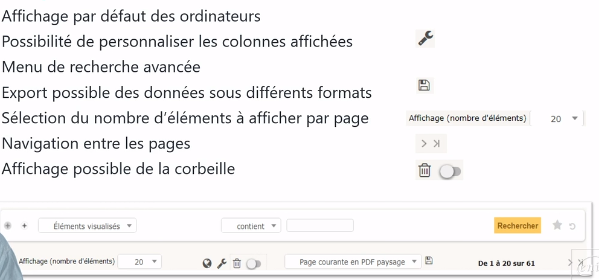 Affichage par défaut des ordinateurs
Possibilité de personnaliser les colonnes affichées
Menu de recherche avancée
Export possible des données sous différents formats
Sélection du nombre d'éléments à afficher par page Affichage (nombre d'éléments) 20
Navigation entre les pages
Affichage possible de la corbeille
Éléments visualisés contient Rechercher
Affichage (nombre d'éléments) 20 Page courante en PDF paysage De 1 à 20 sur 61